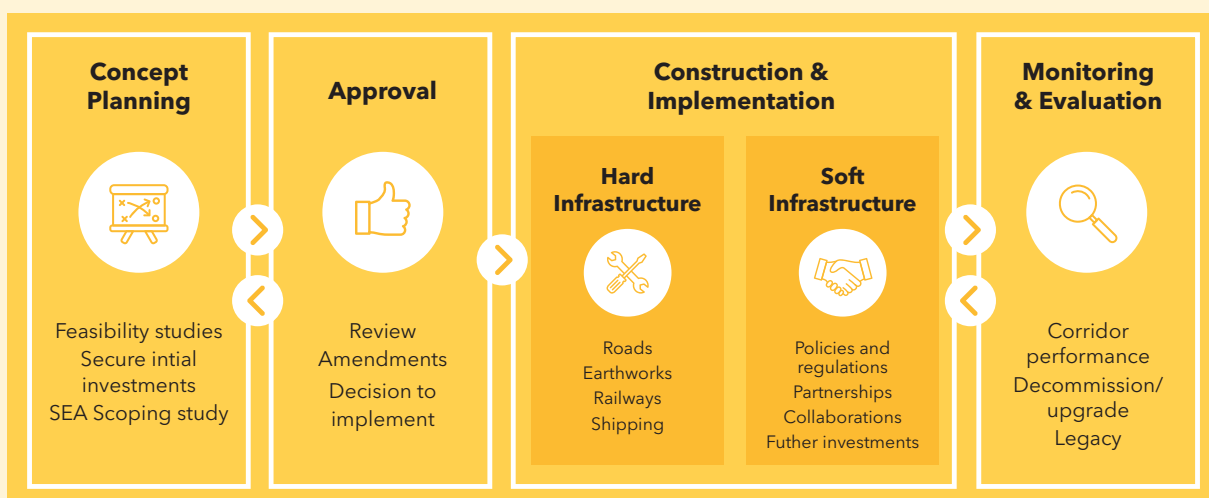 Concept
Planning
Feasibility studies
Secure intial
investments
SEA Scoping study
Approval
Review
Amendments
Decision to
implement
Construction &
Implementation
Hard
Infrastructure
Roads
Earthworks
Railways
Shipping
Soft
Infrastructure
Policies and
regulations
Partnerships
Collaborations
Futher investments
Monitoring
& Evaluation
Corridor
performance
Decommission/
upgrade
Legacy